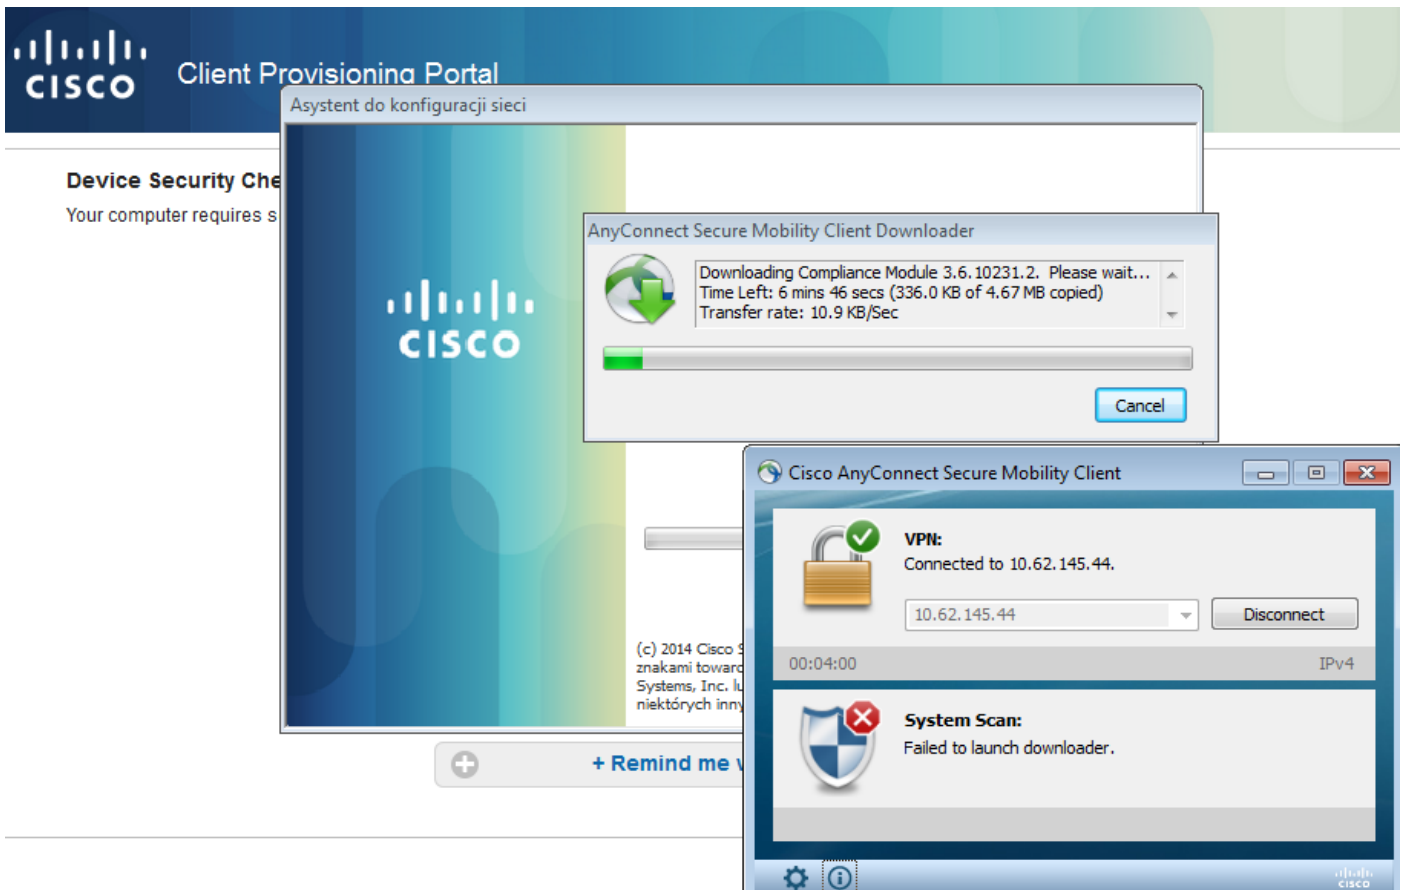 CISCO
Client Provisioning Portal
Asystent do konfiguracji sieci
Device Security Che
Your computer requires s
CISCO
AnyConnect Secure Mobility Client Downloader
Downloading Compliance Module 3.6.10231.2. Please wait...
Time Left: 6 mins 46 secs (336.0 KB of 4.67 MB copied)
Transfer rate: 10.9 KB/Sec
Cancel
Cisco AnyConnect Secure Mobility Client
VPN:
Connected to 10.62.145.44.
10.62.145.44
Disconnect
00:04:00
IPv4
(c) 2014 Cisco S
znakami towaro
Systems, Inc. lu
niektórych inny
System Scan:
Failed to launch downloader.
+ Remind me w
CISCO